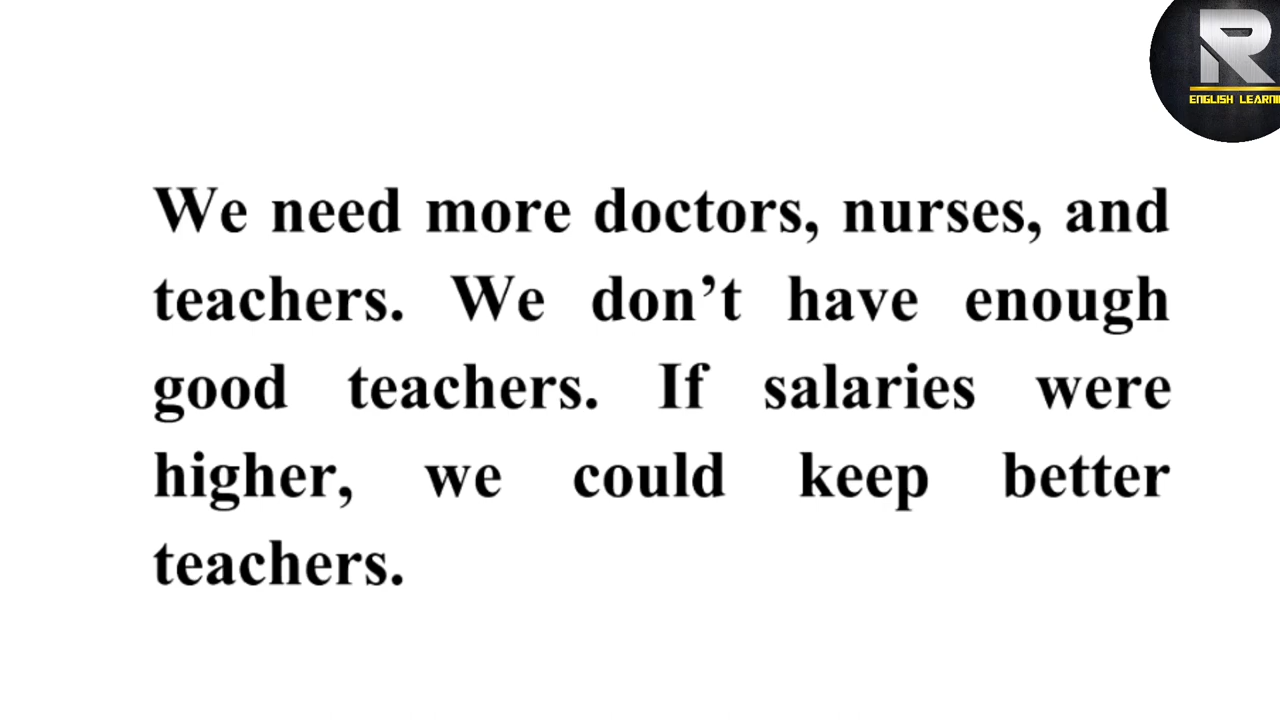 R
ENGLISH LEARNIN
We need more doctors, nurses, and
teachers. We don’t have enough
good teachers. If salaries were
higher, we could keep better
teachers.